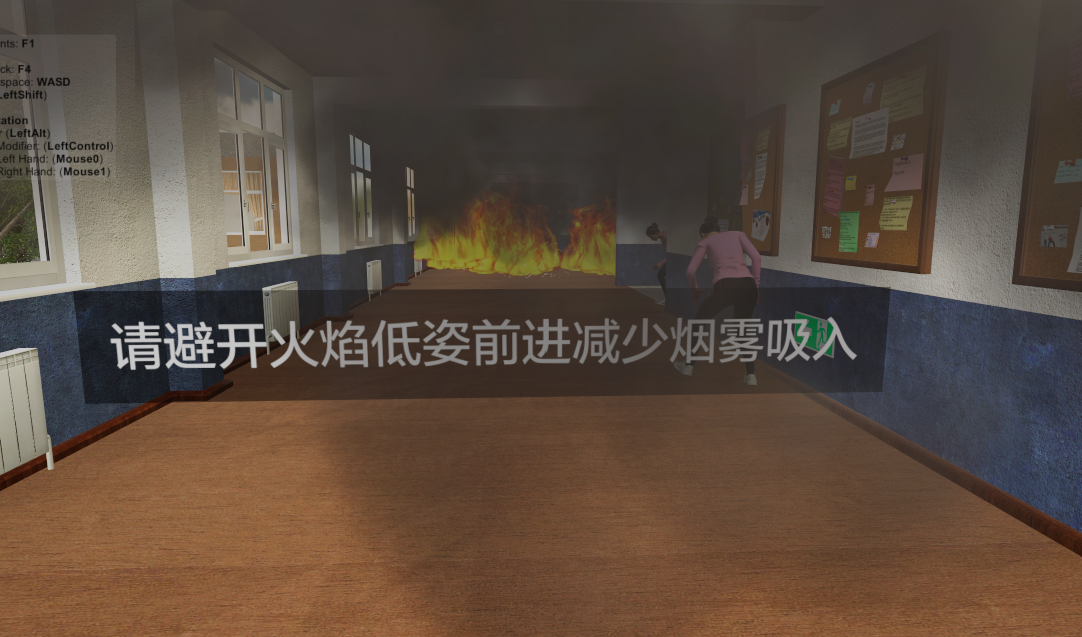 nts: F1
ck: F4
space: WASD
LeftShift)
ation
r (LeftAlt)
Modifier: (LeftControl)
Left Hand: (Mouse0)
Right Hand: (Mouse1)
请避开火焰低姿前进减少烟雾吸入